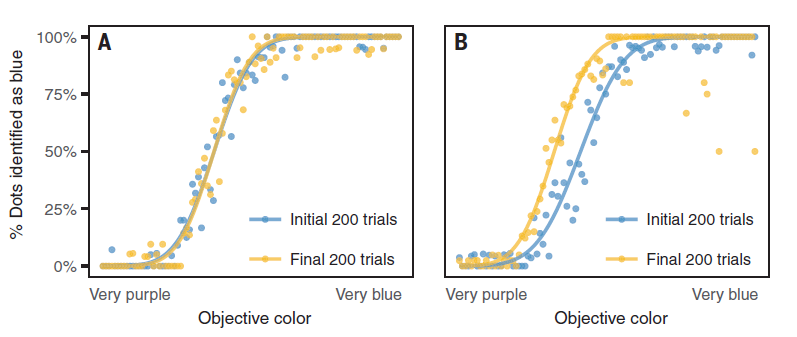 % Dots identified as blue
100%
75%
50%
25%
0%
A
Initial 200 trials
Final 200 trials
Very purple
Very blue
Objective color
B
Initial 200 trials
Final 200 trials
Very purple
Very blue
Objective color